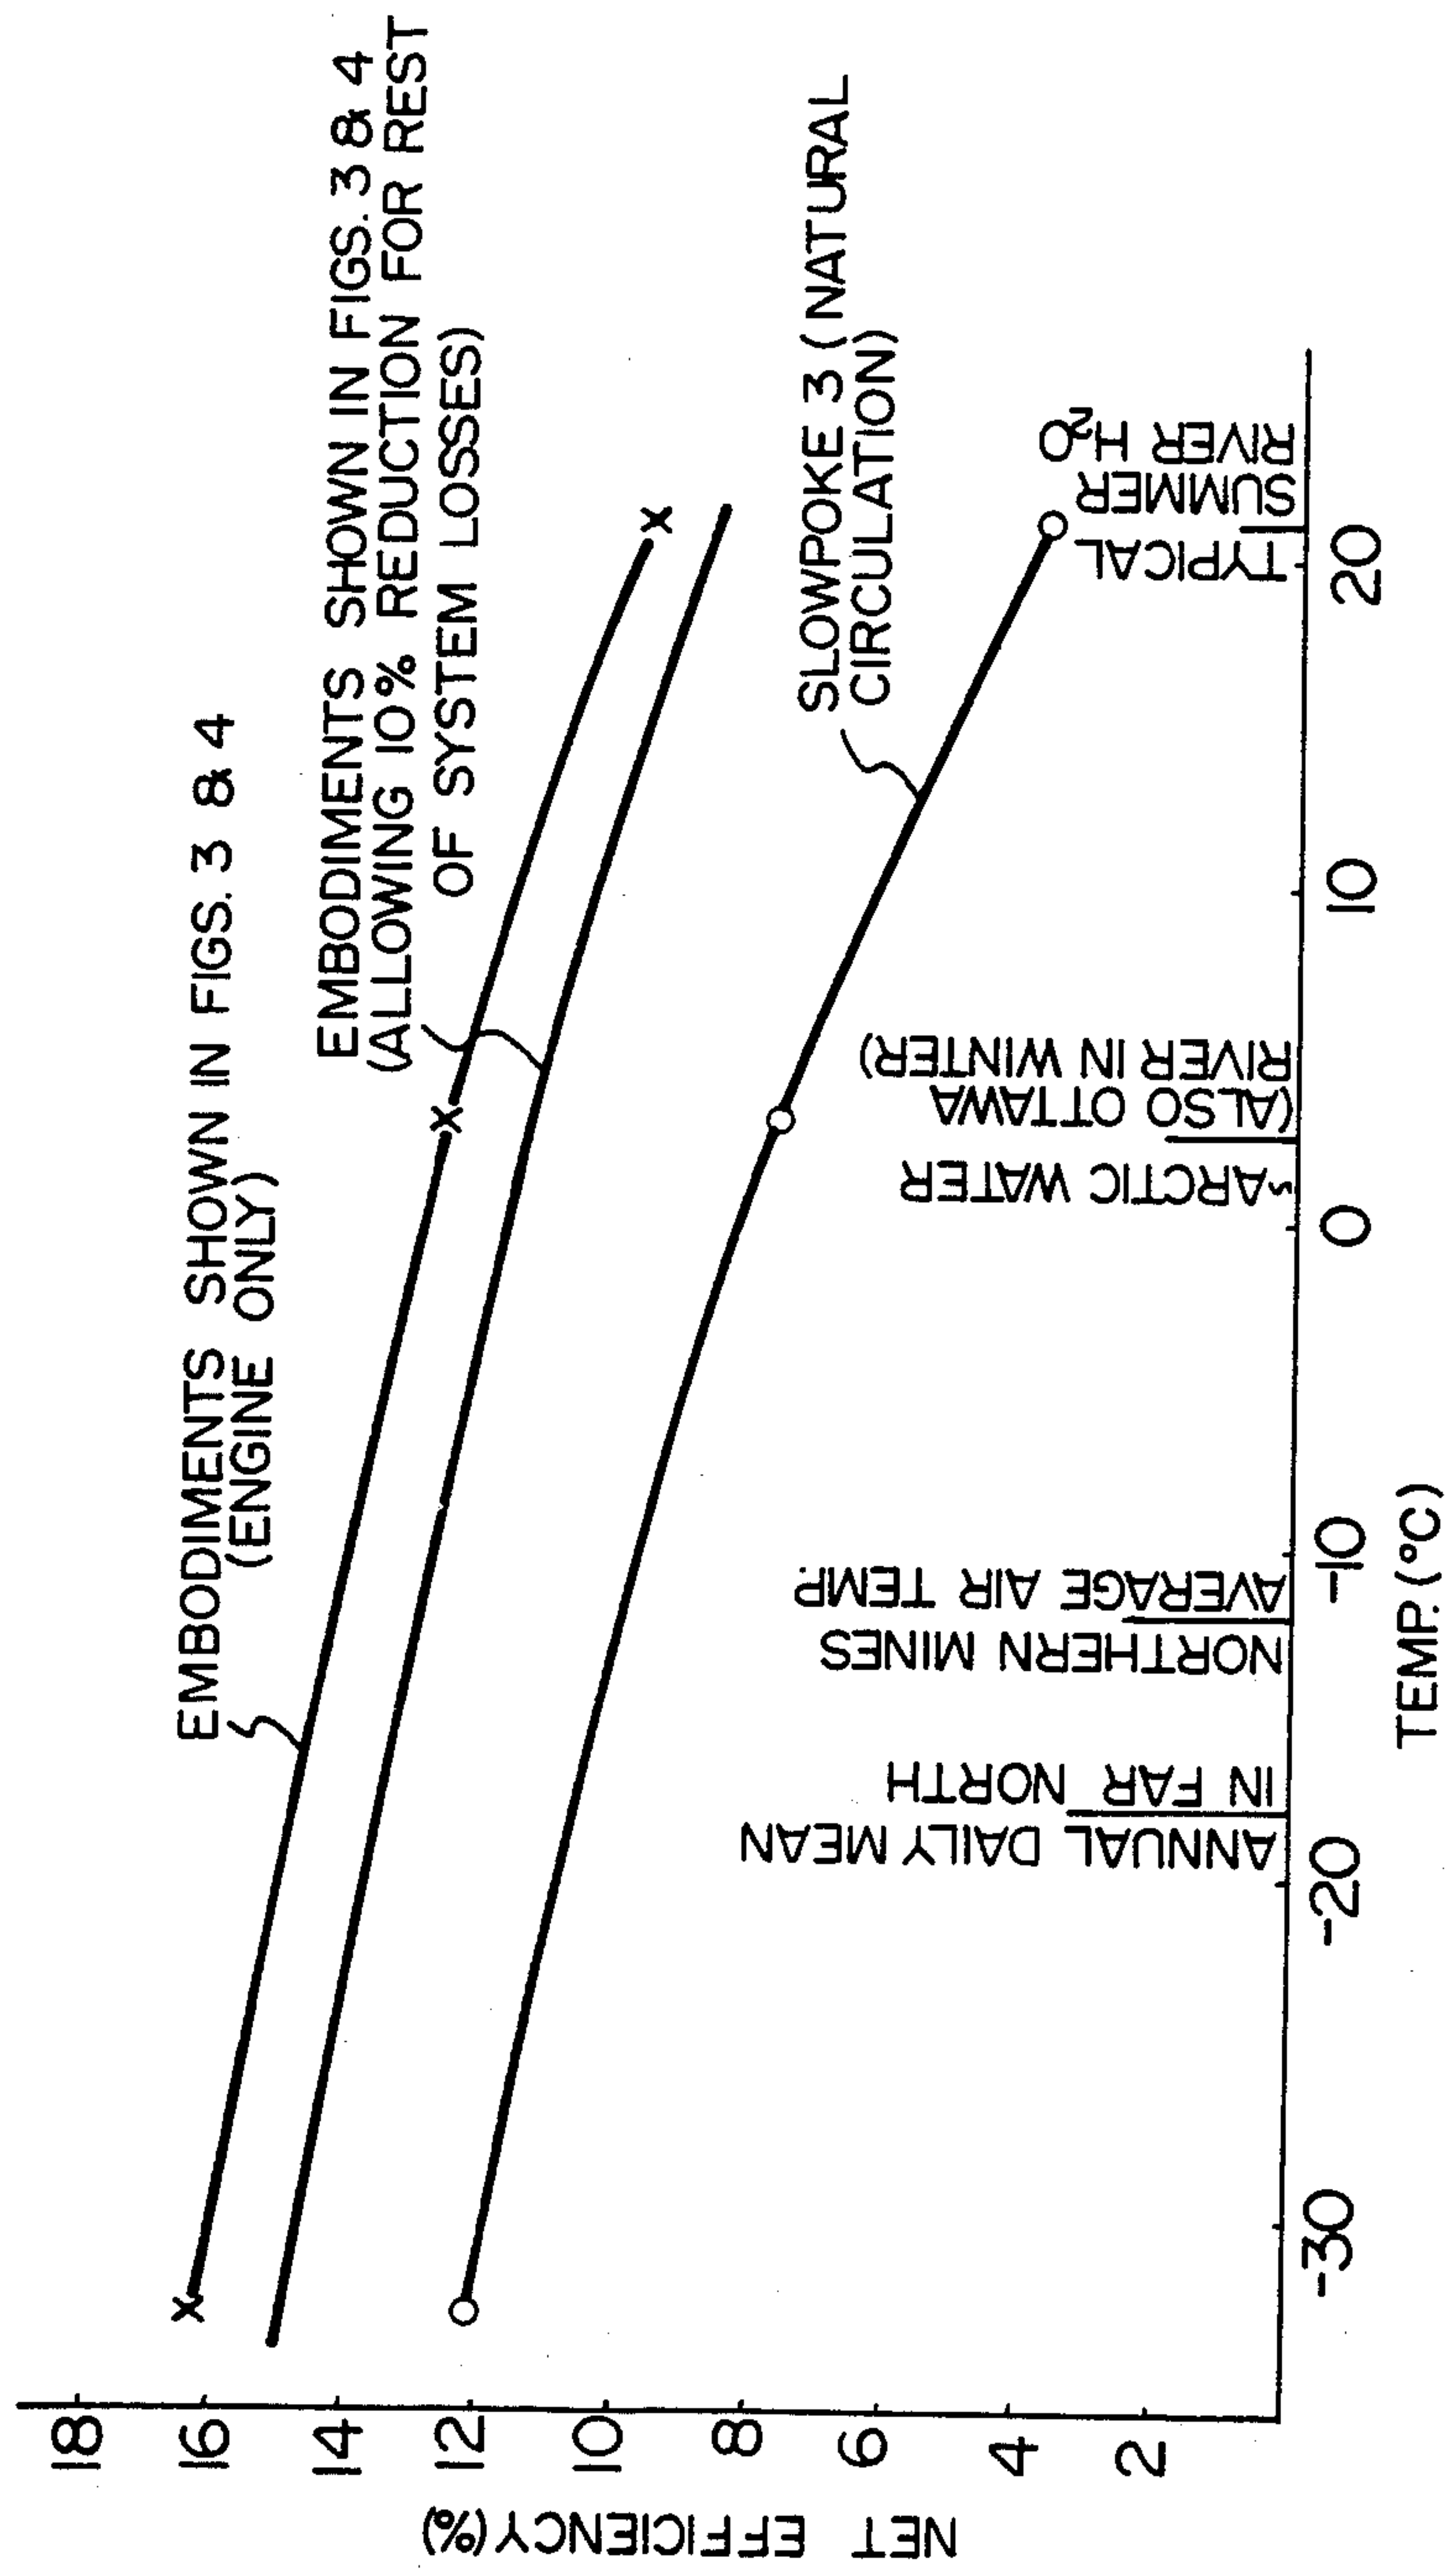 EMBODIMENTS SHOWN IN FIGS. 3 & 4
(ENGINE ONLY)
EMBODIMENTS SHOWN IN FIGS. 3 & 4
(ALLOWING 10% REDUCTION FOR REST
OF SYSTEM LOSSES)
SLOWPOKE 3 (NATURAL
CIRCULATION)
NET EFFICIENCY (%)
18
16
14
12
10
8
6
4
2
ANNUAL DAILY MEAN
IN FAR NORTH
NORTHERN MINES
AVERAGE AIR TEMP.
~ARCTIC WATER
(ALSO OTTAWA
RIVER IN WINTER)
TYPICAL
SUMMER
RIVER H2O
-30
-20
-10
0
10
20
TEMP. (°C)